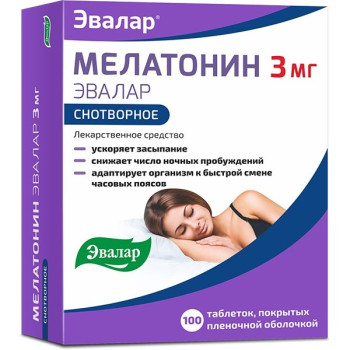 Эвалар®
МЕЛАТОНИН 3 мг
ЭВАЛАР
СНОТВОРНОЕ
Лекарственное средство
ускоряет засыпание
снижает число ночных пробуждений
адаптирует организм к быстрой смене
часовых поясов
Эвалар
100 таблеток, покрытых
пленочной оболочкой
МЕЛАТОНИН ЭВАЛАР 3 мг
СНОТВОРНОЕ
Эвалар